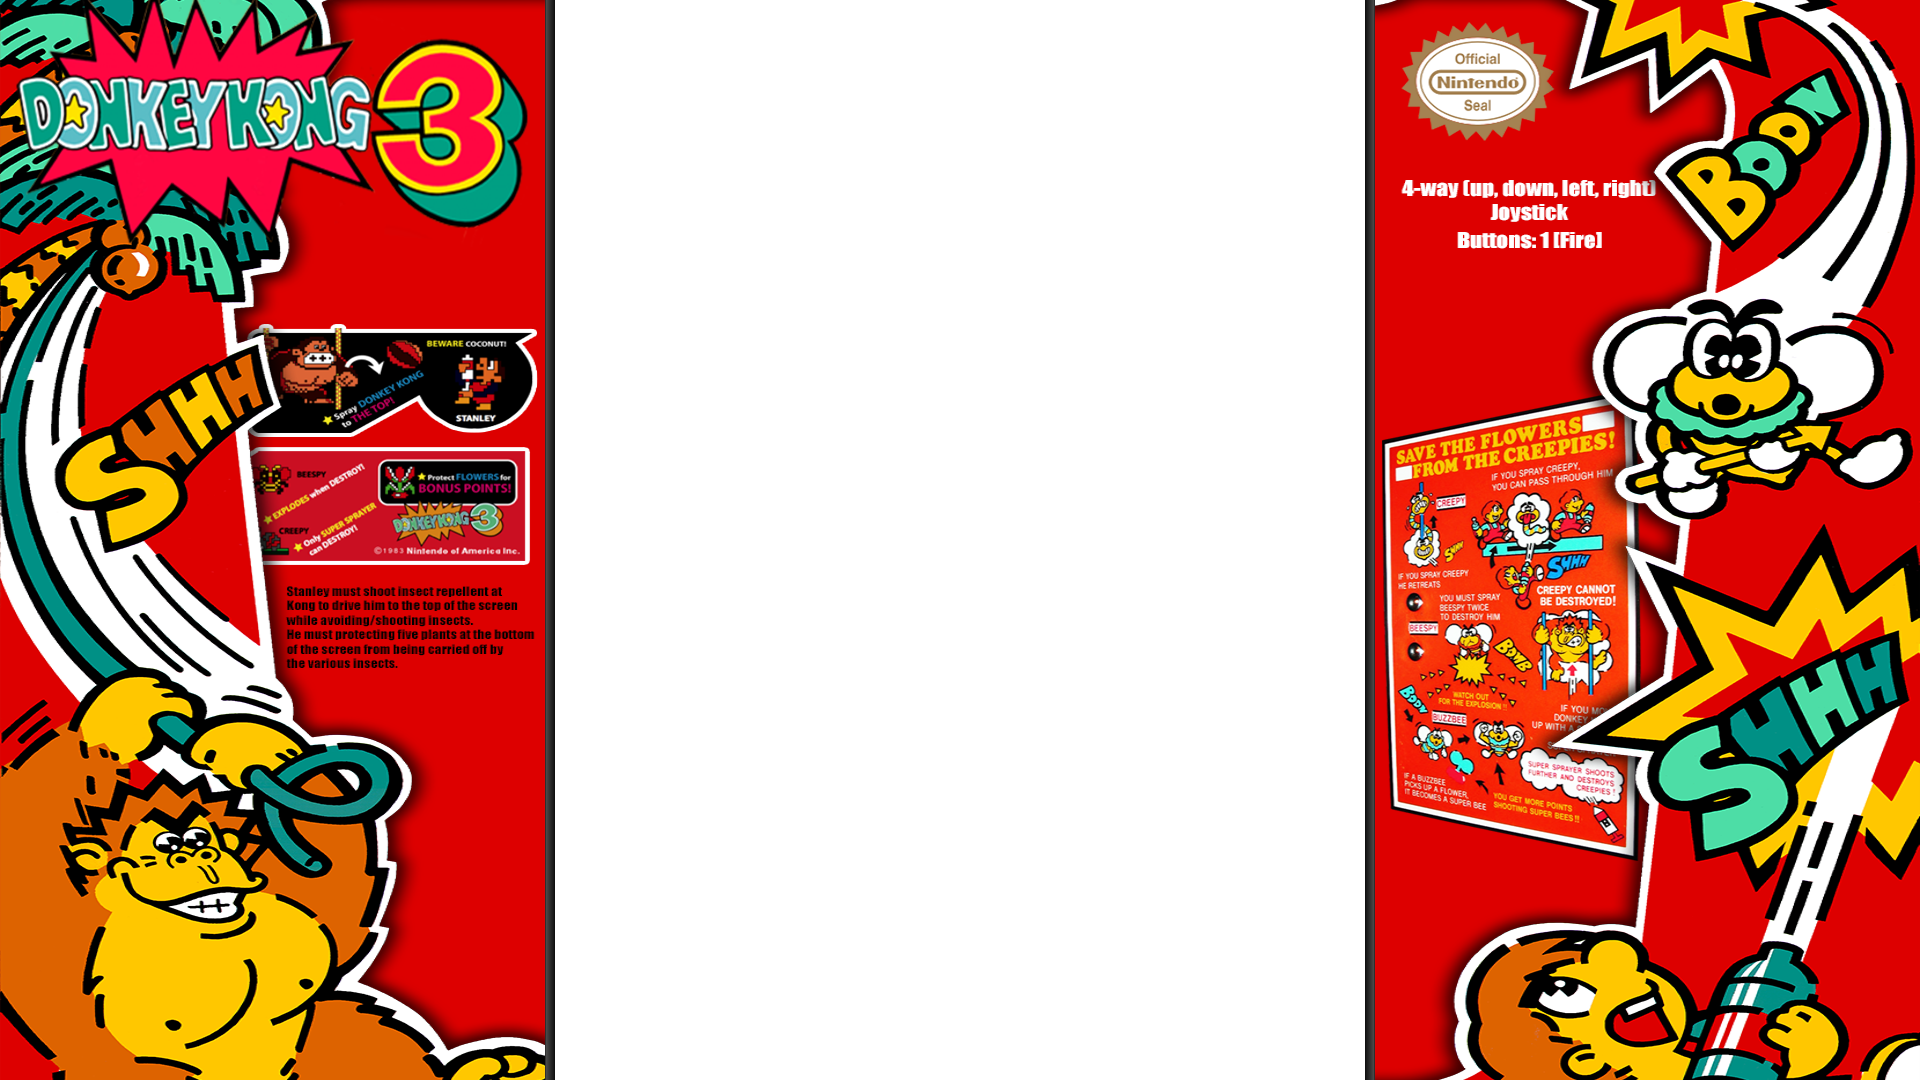 DONKEY KONG 3
SHHH
BEWARE COCONUT!
Spray DONKEY KONG
to THE TOP!
STANLEY
BEESPY
EXPLODES when DESTROY!
CREEPY
Only SUPER SPRAYER
can DESTROY!
Protect FLOWERS for
BONUS POINTS!
DONKEY KONG 3
©1983 Nintendo of America Inc.
Stanley must shoot insect repellent at
Kong to drive him to the top of the screen
while avoiding/shooting insects.
He must protecting five plants at the bottom
of the screen from being carried off by
the various insects.
Official
Nintendo
Seal
4-way (up, down, left, right)
Joystick
Buttons: 1 [Fire]
BOON
SAVE THE FLOWERS
FROM THE CREEPIES!
IF YOU SPRAY CREEPY,
YOU CAN PASS THROUGH HIM
CREEPY
SHHH
SHHH
IF YOU SPRAY CREEPY
HE RETREATS
CREEPY CANNOT
BE DESTROYED!
YOU MUST SPRAY
BEESPY TWICE
TO DESTROY HIM
BEESPY
BOMB
WATCH OUT
FOR THE EXPLOSION!!
BOON
BUZZBEE
IF YOU
DONKEY
UP WITH
SUPER SPRAYER SHOOTS
FURTHER AND DESTROYS
CREEPIES!
IF A BUZZBEE
PICKS UP A FLOWER,
IT BECOMES A SUPER BEE
YOU GET MORE POINTS
SHOOTING SUPER BEES!!
SHHH